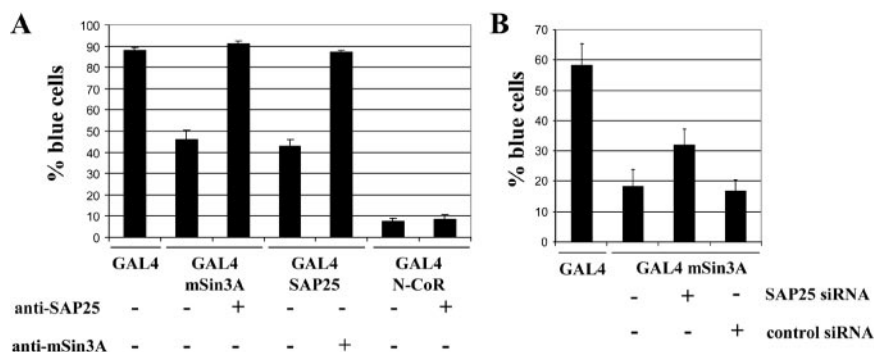 A
% blue cells
100
90
80
70
60
50
40
30
20
10
0
GAL4 GAL4 mSin3A GAL4 SAP25 GAL4 N-CoR
anti-SAP25 - - + - - - +
anti-mSin3A - - - - + - -
B
% blue cells
70
60
50
40
30
20
10
0
GAL4 GAL4 mSin3A
- + - SAP25 siRNA
- - + control siRNA